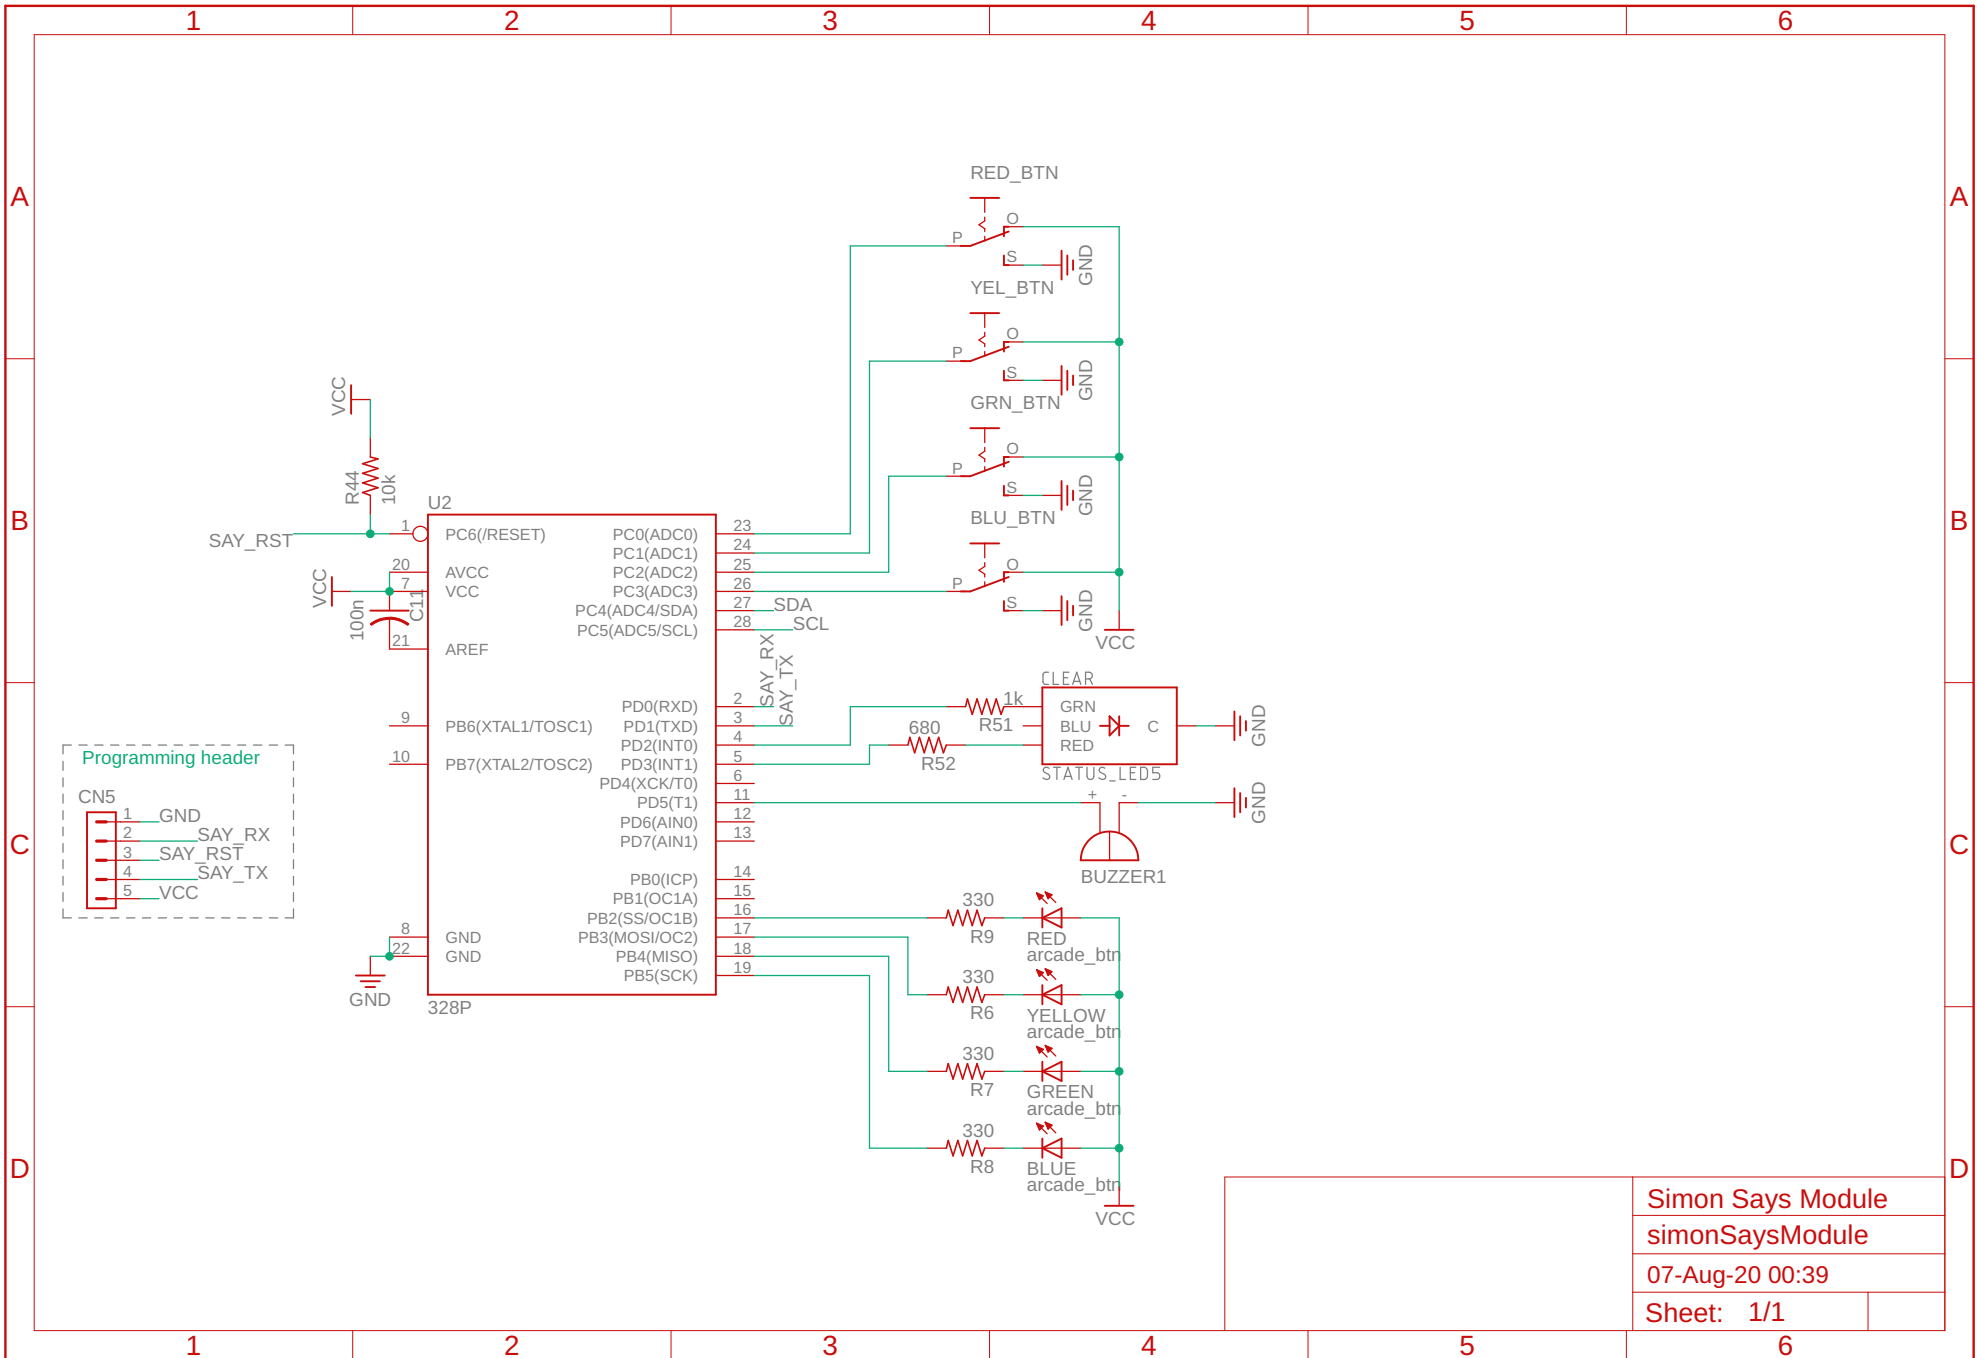 1 2 3 4 5 6
A A
B B
C C
D D
RED_BTN
P O S GND
YEL_BTN
P O S GND
GRN_BTN
P O S GND
BLU_BTN
P O S GND
VCC
VCC
R44 10k
SAY_RST
VCC
100n C11
U2
1 PC6(/RESET)
20 AVCC
7 VCC
21 AREF
9 PB6(XTAL1/TOSC1)
10 PB7(XTAL2/TOSC2)
8 GND
22 GND
GND
328P
PC0(ADC0) 23
PC1(ADC1) 24
PC2(ADC2) 25
PC3(ADC3) 26
PC4(ADC4/SDA) 27 SDA
PC5(ADC5/SCL) 28 SCL
PD0(RXD) 2 SAY_RX
PD1(TXD) 3 SAY_TX
PD2(INT0) 4
PD3(INT1) 5
PD4(XCK/T0) 6
PD5(T1) 11
PD6(AIN0) 12
PD7(AIN1) 13
PB0(ICP) 14
PB1(OC1A) 15
PB2(SS/OC1B) 16
PB3(MOSI/OC2) 17
PB4(MISO) 18
PB5(SCK) 19
1k
R51
680
R52
CLEAR
GRN
BLU C
RED
STATUS_LED5
GND
+ -
GND
BUZZER1
330
R9
RED
arcade_btn
330
R6
YELLOW
arcade_btn
330
R7
GREEN
arcade_btn
330
R8
BLUE
arcade_btn
VCC
Programming header
CN5
1 GND
2 SAY_RX
3 SAY_RST
4 SAY_TX
5 VCC
Simon Says Module
simonSaysModule
07-Aug-20 00:39
Sheet: 1/1
1 2 3 4 5 6